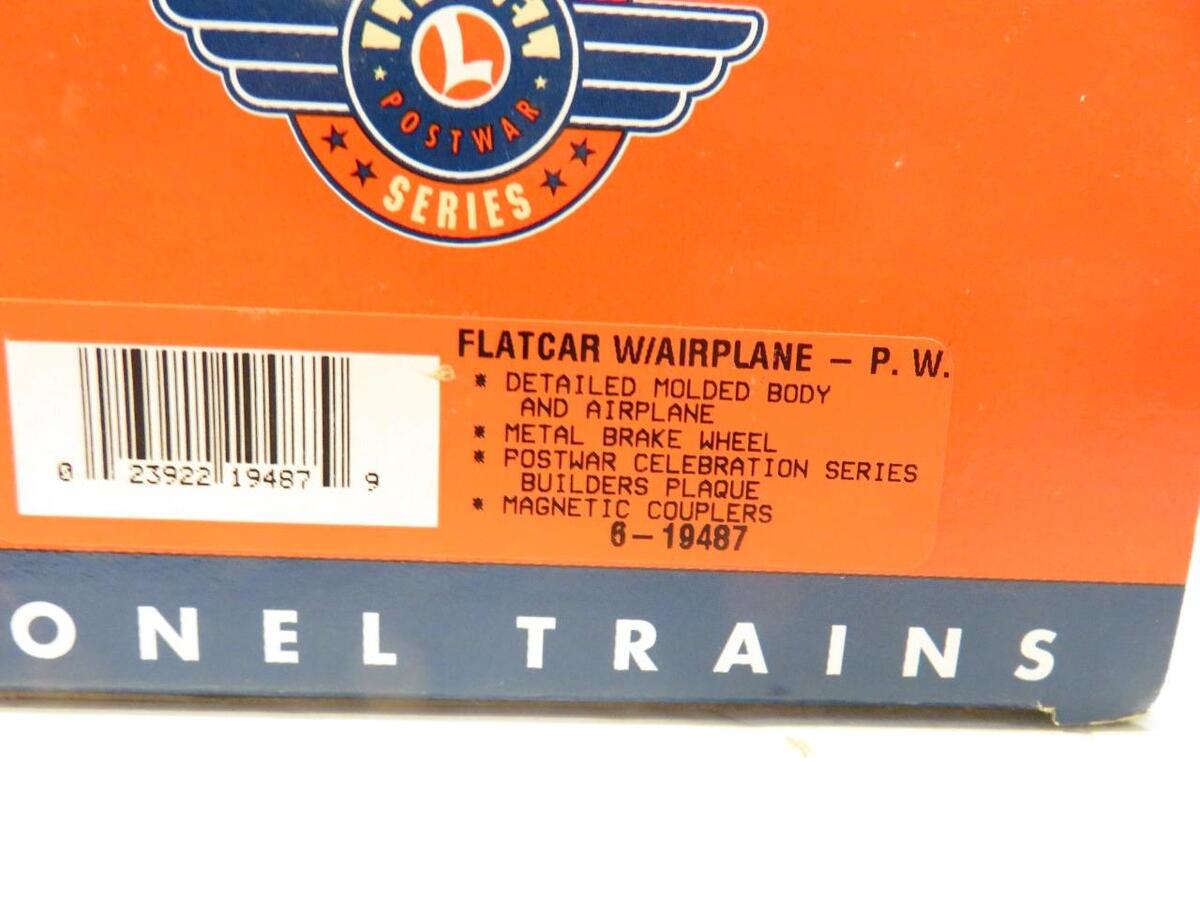 L
POSTWAR
SERIES
FLATCAR W/AIRPLANE – P. W.
* DETAILED MOLDED BODY
AND AIRPLANE
* METAL BRAKE WHEEL
* POSTWAR CELEBRATION SERIES
BUILDERS PLAQUE
* MAGNETIC COUPLERS
6–19487
0 23922 19487 9
ONEL TRAINS